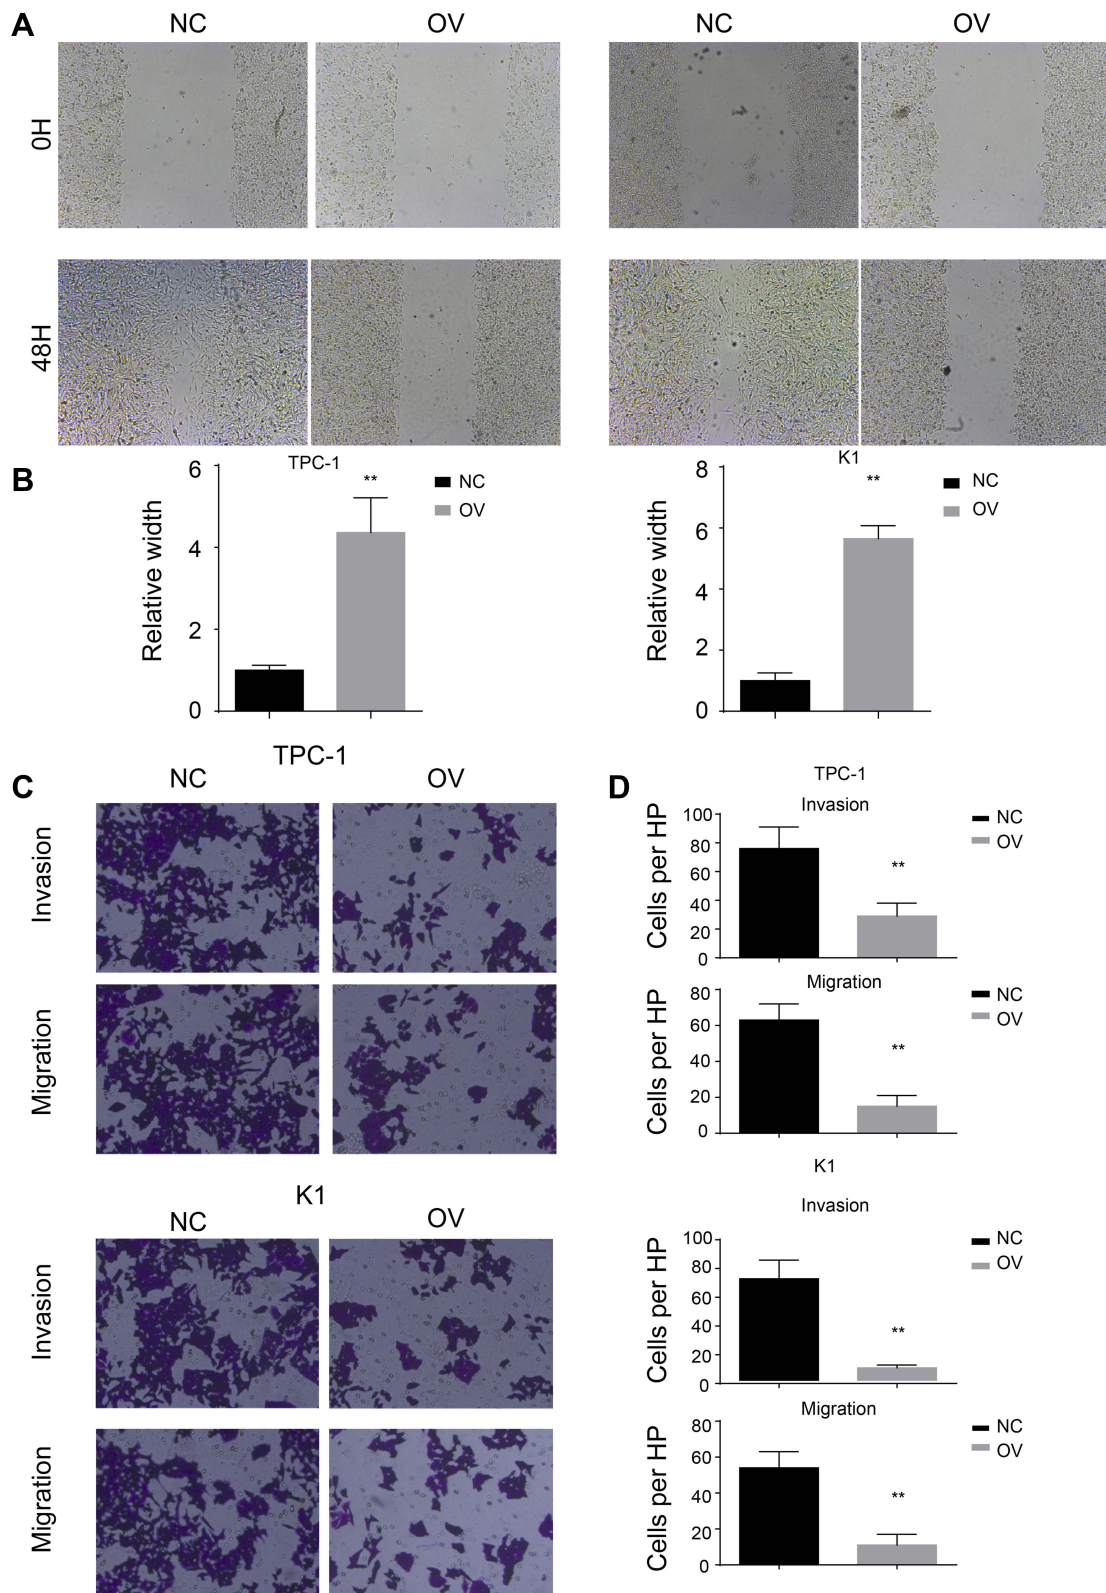 A
NC
OV
NC
OV
0H
48H
B
TPC-1
Relative width
6
4
2
0
**
NC
OV
K1
Relative width
8
6
4
2
0
**
NC
OV
C
TPC-1
NC
OV
Invasion
Migration
K1
NC
OV
Invasion
Migration
D
TPC-1
Invasion
Cells per HP
100
80
60
40
20
0
**
NC
OV
Migration
Cells per HP
80
60
40
20
0
**
NC
OV
K1
Invasion
Cells per HP
100
80
60
40
20
0
**
NC
OV
Migration
Cells per HP
80
60
40
20
0
**
NC
OV